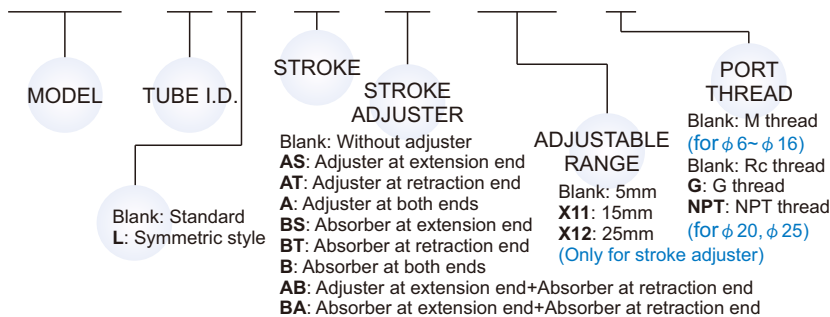 MODEL
TUBE I.D.
Blank: Standard
L: Symmetric style
STROKE
STROKE
ADJUSTER
Blank: Without adjuster
AS: Adjuster at extension end
AT: Adjuster at retraction end
A: Adjuster at both ends
BS: Absorber at extension end
BT: Absorber at retraction end
B: Absorber at both ends
AB: Adjuster at extension end+Absorber at retraction end
BA: Absorber at extension end+Absorber at retraction end
ADJUSTABLE
RANGE
Blank: 5mm
X11: 15mm
X12: 25mm
(Only for stroke adjuster)
PORT
THREAD
Blank: M thread
(for φ 6~ φ 16)
Blank: Rc thread
G: G thread
NPT: NPT thread
(for φ 20, φ 25)